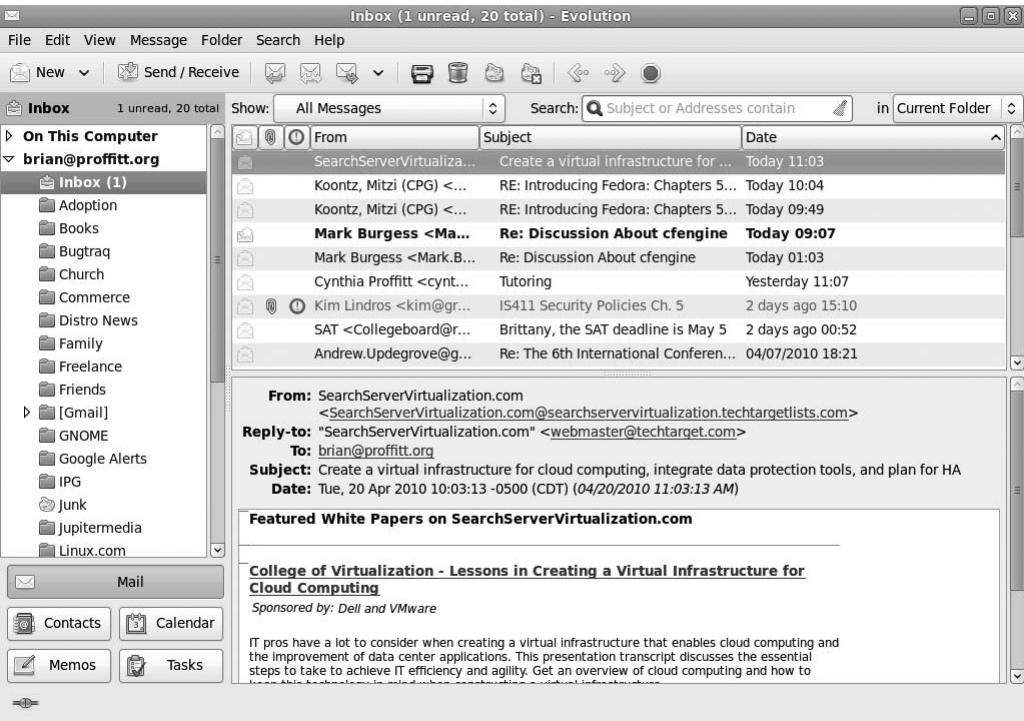 Inbox (1 unread, 20 total) - Evolution
File Edit View Message Folder Search Help
New Send / Receive
Inbox 1 unread, 20 total
Show: All Messages Search: Subject or Addresses contain in Current Folder
On This Computer
brian@proffitt.org
Inbox (1)
Adoption
Books
Bugtraq
Church
Commerce
Distro News
Family
Freelance
Friends
[Gmail]
GNOME
Google Alerts
IPG
Junk
Jupitermedia
Linux.com
Mail
Contacts Calendar
Memos Tasks
From Subject Date
SearchServerVirtualiza... Create a virtual infrastructure for ... Today 11:03
Koontz, Mitzi (CPG) <... RE: Introducing Fedora: Chapters 5... Today 10:04
Koontz, Mitzi (CPG) <... RE: Introducing Fedora: Chapters 5... Today 09:49
Mark Burgess <Ma... Re: Discussion About cfengine Today 09:07
Mark Burgess <Mark.B... Re: Discussion About cfengine Today 01:03
Cynthia Proffitt <cynt... Tutoring Yesterday 11:07
Kim Lindros <kim@gr... IS411 Security Policies Ch. 5 2 days ago 15:10
SAT <Collegeboard@r... Brittany, the SAT deadline is May 5 2 days ago 00:52
Andrew.Updegrove@g... Re: The 6th International Conferen... 04/07/2010 18:21
From: SearchServerVirtualization.com
<SearchServerVirtualization.com@searchservervirtualization.techtargetlists.com>
Reply-to: "SearchServerVirtualization.com" <webmaster@techtarget.com>
To: brian@proffitt.org
Subject: Create a virtual infrastructure for cloud computing, integrate data protection tools, and plan for HA
Date: Tue, 20 Apr 2010 10:03:13 -0500 (CDT) (04/20/2010 11:03:13 AM)
Featured White Papers on SearchServerVirtualization.com
College of Virtualization - Lessons in Creating a Virtual Infrastructure for
Cloud Computing
Sponsored by: Dell and VMware
IT pros have a lot to consider when creating a virtual infrastructure that enables cloud computing and
the improvement of data center applications. This presentation transcript discusses the essential
steps to take to achieve IT efficiency and agility. Get an overview of cloud computing and how to
keep this technology in mind when constructing a virtual infrastructure.